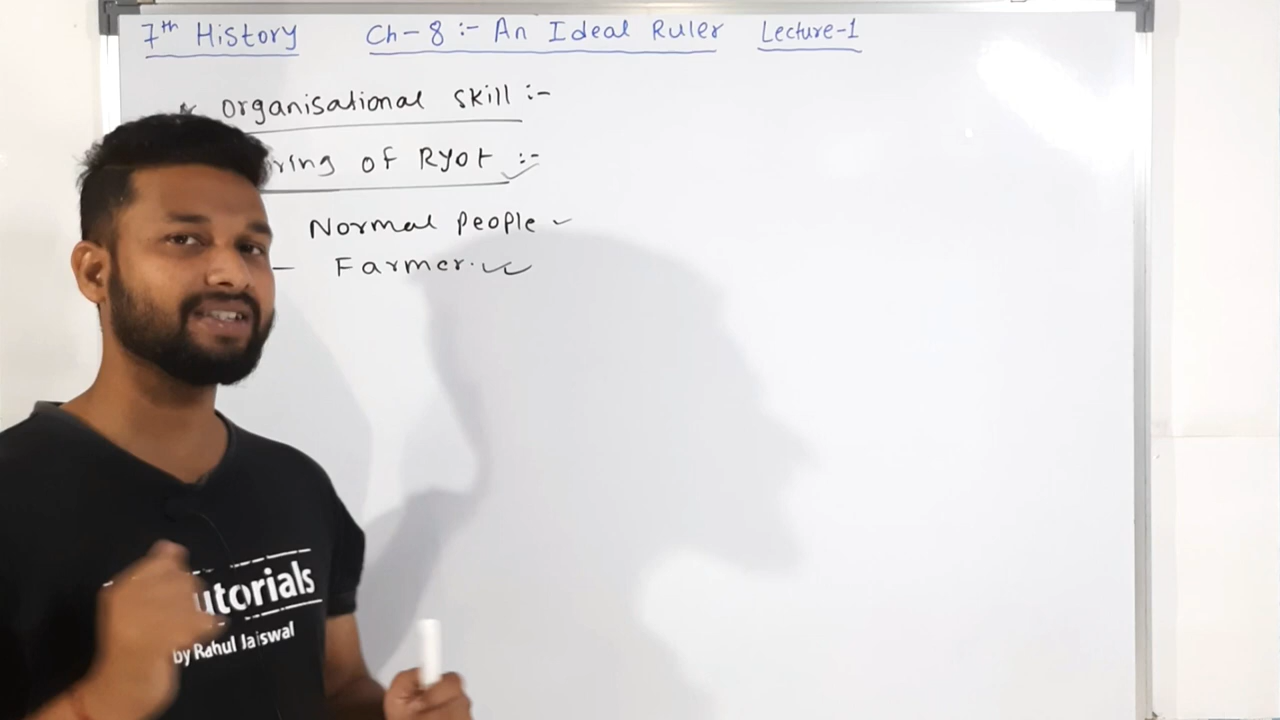 7th History Ch-8 :- An Ideal Ruler Lecture-1
* organisational skill :-
of Ryot :-
Normal people
- Farmer.
utorials
by Rahul Jaiswal